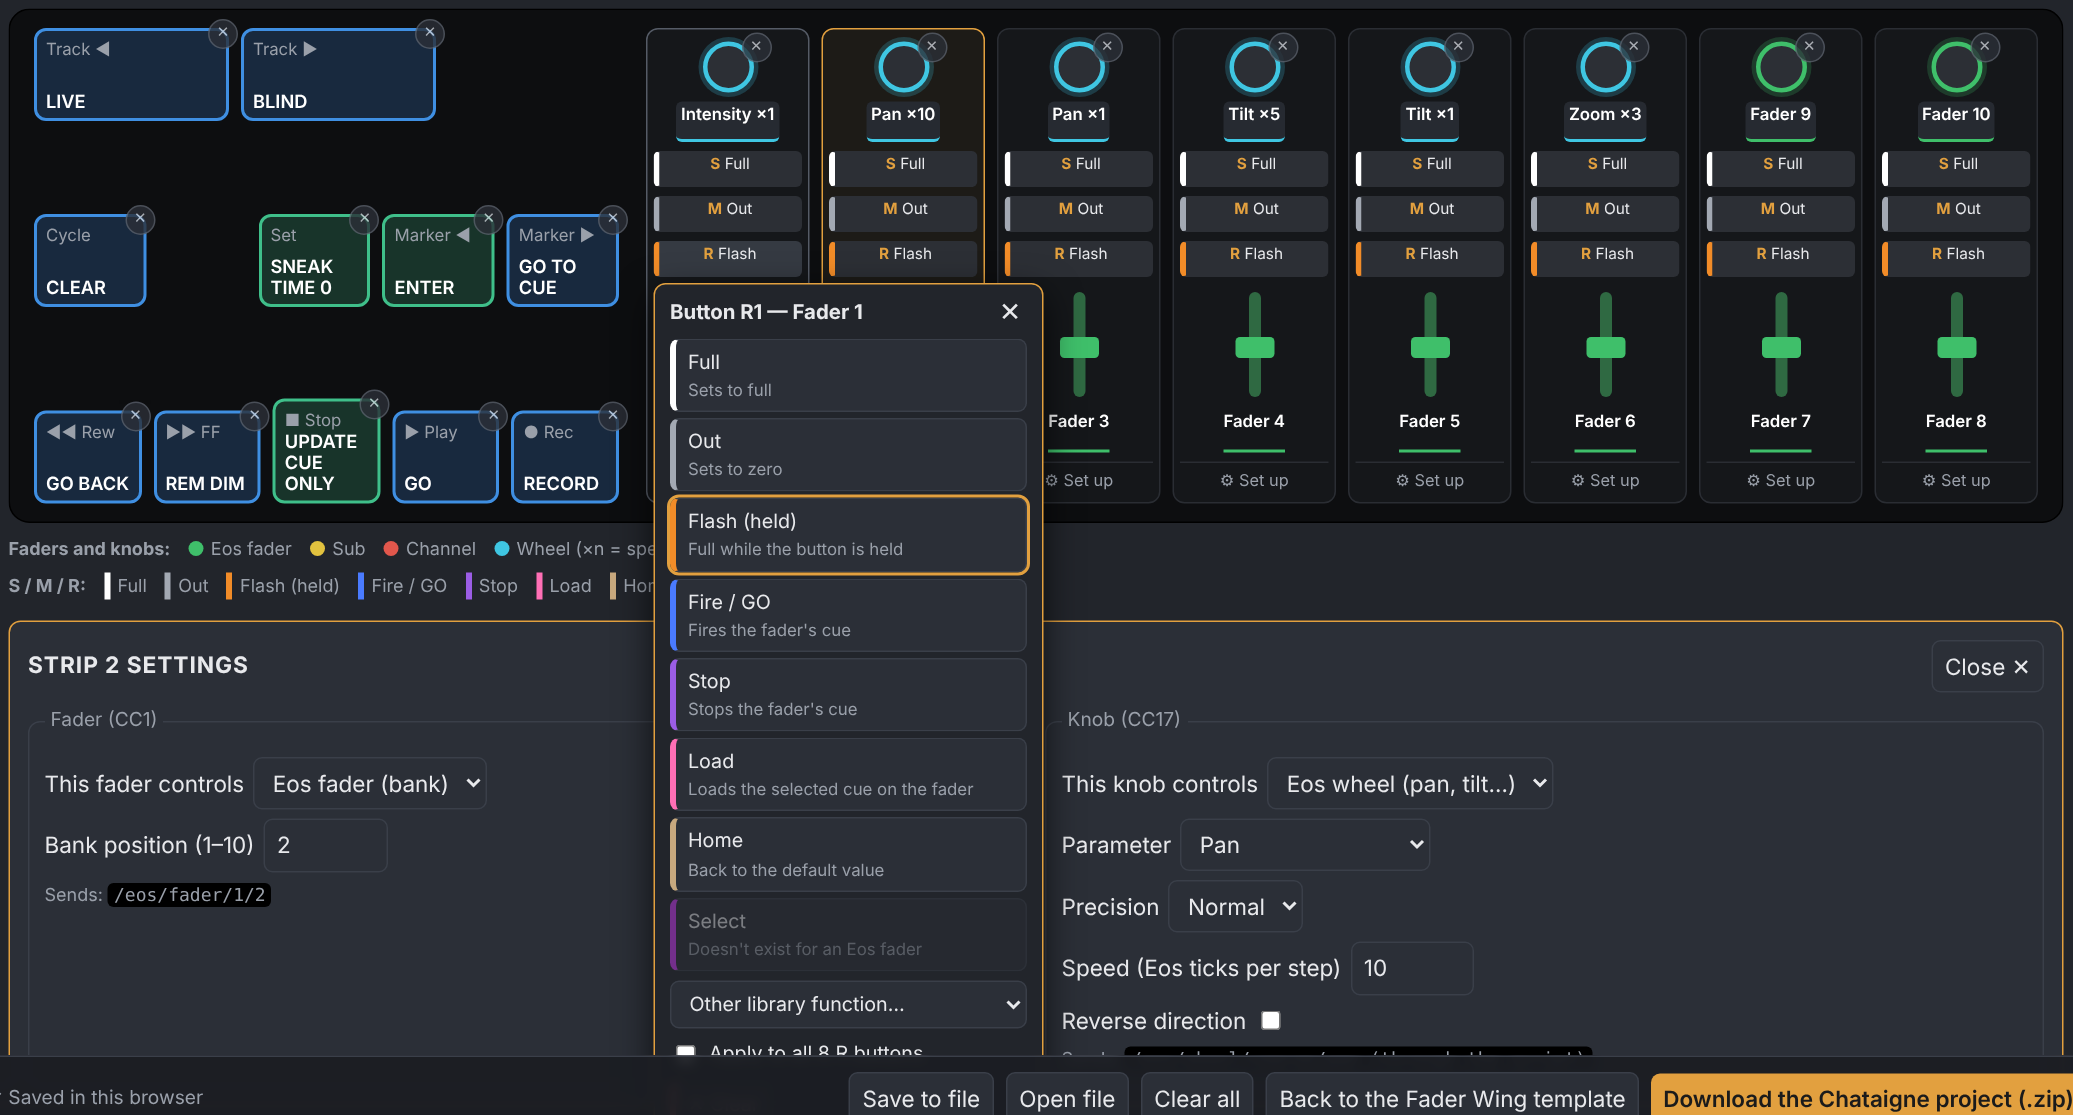 Track ◀
LIVE
Track ▶
BLIND
Cycle
CLEAR
Set
SNEAK
TIME 0
Marker ◀
ENTER
Marker ▶
GO TO
CUE
◀◀ Rew
GO BACK
▶▶ FF
REM DIM
■ Stop
UPDATE
CUE
ONLY
▶ Play
GO
● Rec
RECORD
Intensity ×1
S Full
M Out
R Flash
Pan ×10
S Full
M Out
R Flash
Pan ×1
S Full
M Out
R Flash
Fader 3
⚙ Set up
Tilt ×5
S Full
M Out
R Flash
Fader 4
⚙ Set up
Tilt ×1
S Full
M Out
R Flash
Fader 5
⚙ Set up
Zoom ×3
S Full
M Out
R Flash
Fader 6
⚙ Set up
Fader 9
S Full
M Out
R Flash
Fader 7
⚙ Set up
Fader 10
S Full
M Out
R Flash
Fader 8
⚙ Set up
Faders and knobs: Eos fader Sub Channel Wheel (×n = spe
S / M / R: Full Out Flash (held) Fire / GO Stop Load Hor
Button R1 — Fader 1 ✕
Full
Sets to full
Out
Sets to zero
Flash (held)
Full while the button is held
Fire / GO
Fires the fader's cue
Stop
Stops the fader's cue
Load
Loads the selected cue on the fader
Home
Back to the default value
Select
Doesn't exist for an Eos fader
Other library function...
Apply to all 8 R buttons
STRIP 2 SETTINGS
Close ✕
Fader (CC1)
This fader controls Eos fader (bank)
Bank position (1–10) 2
Sends: /eos/fader/1/2
Knob (CC17)
This knob controls Eos wheel (pan, tilt...)
Parameter Pan
Precision Normal
Speed (Eos ticks per step) 10
Reverse direction
Saved in this browser
Save to file
Open file
Clear all
Back to the Fader Wing template
Download the Chataigne project (.zip)